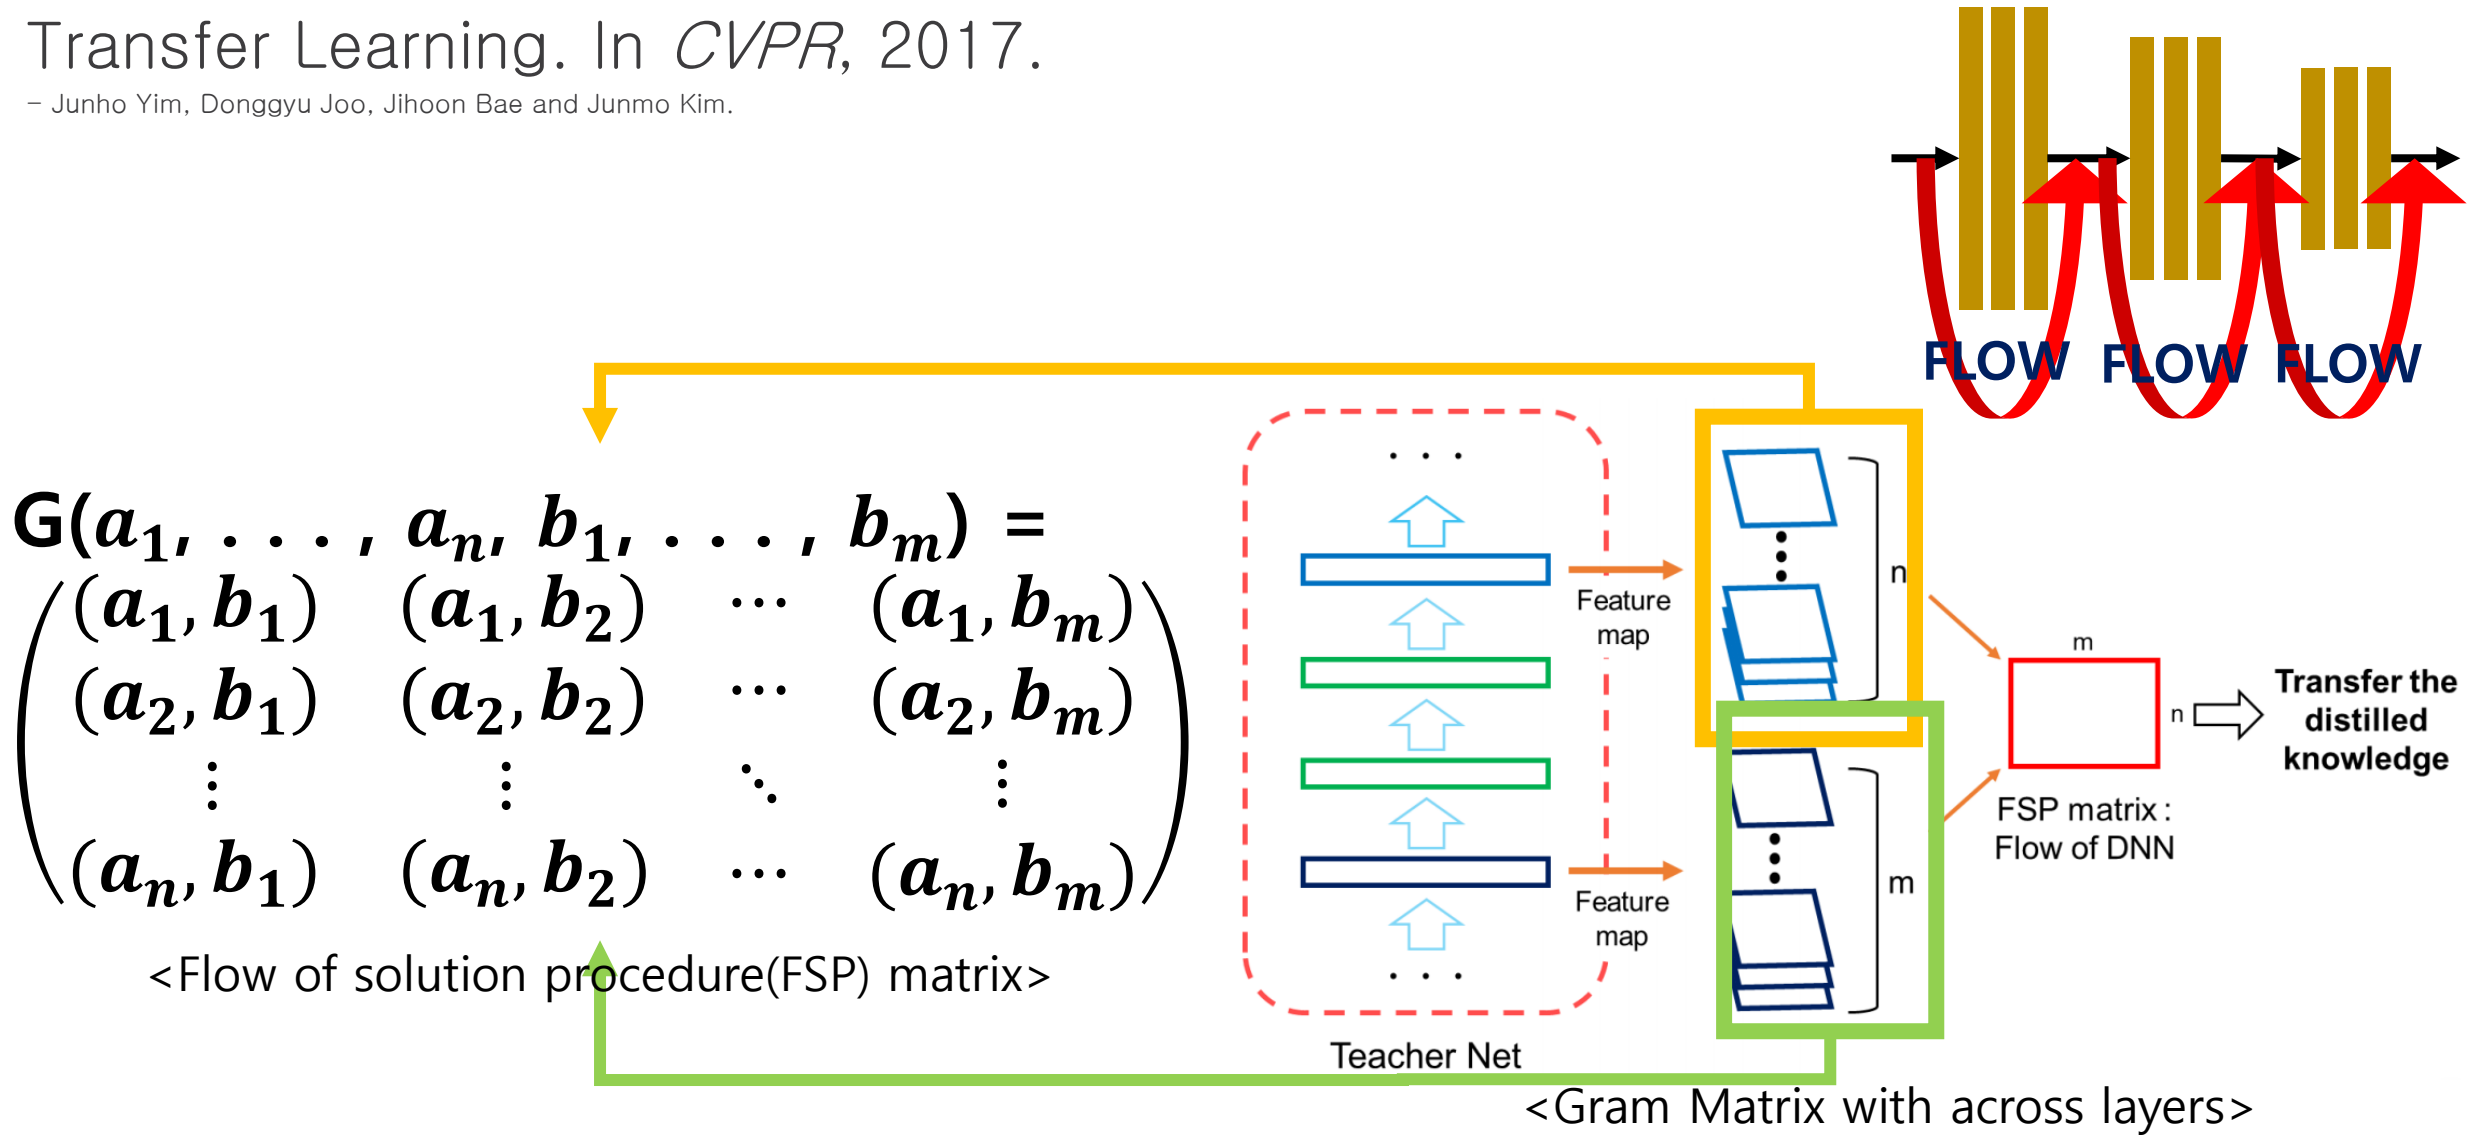 Transfer Learning. In CVPR, 2017.
- Junho Yim, Donggyu Joo, Jihoon Bae and Junmo Kim.
FLOW FLOW FLOW
G(a₁, . . . , aₙ, b₁, . . . , bₘ) =
(a₁, b₁) (a₁, b₂) ⋯ (a₁, bₘ)
(a₂, b₁) (a₂, b₂) ⋯ (a₂, bₘ)
⋮ ⋮ ⋱ ⋮
(aₙ, b₁) (aₙ, b₂) ⋯ (aₙ, bₘ)
<Flow of solution procedure(FSP) matrix>
. . .
Feature
map
Feature
map
. . .
Teacher Net
n
m
m
n
FSP matrix :
Flow of DNN
Transfer the
distilled
knowledge
<Gram Matrix with across layers>